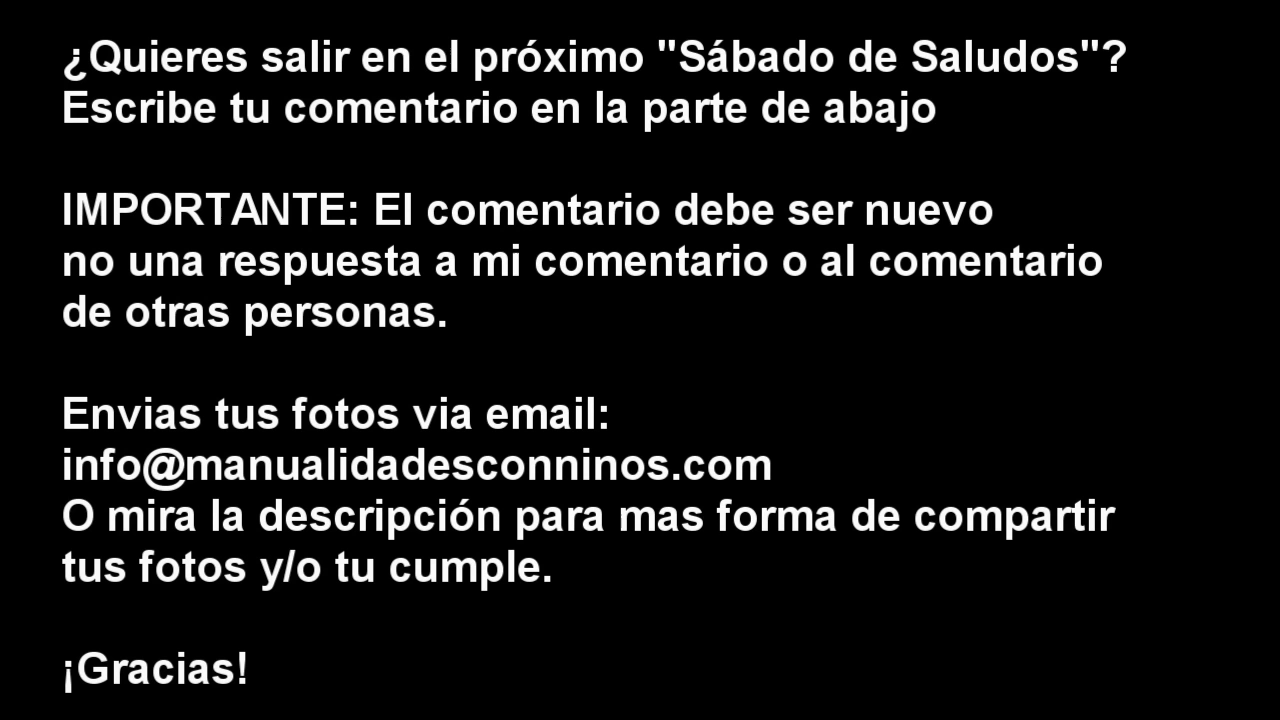 ¿Quieres salir en el próximo "Sábado de Saludos"?
Escribe tu comentario en la parte de abajo
IMPORTANTE: El comentario debe ser nuevo
no una respuesta a mi comentario o al comentario
de otras personas.
Envias tus fotos via email:
info@manualidadesconninos.com
O mira la descripción para mas forma de compartir
tus fotos y/o tu cumple.
¡Gracias!